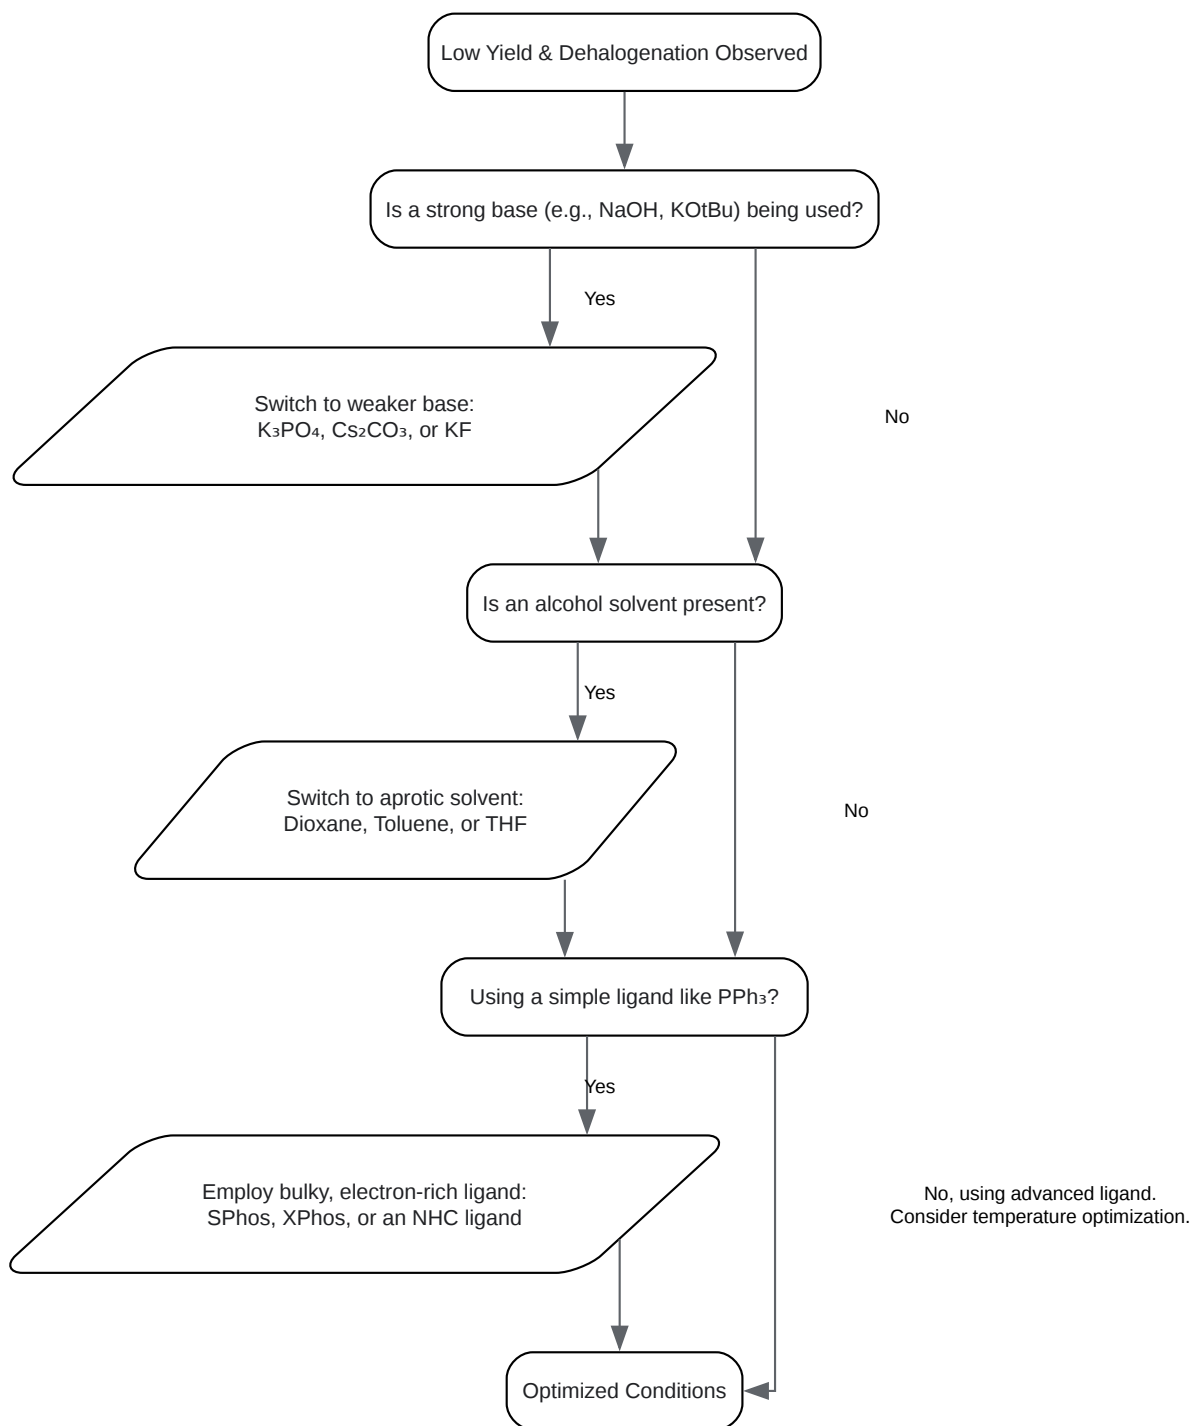 Low Yield & Dehalogenation Observed
Is a strong base (e.g., NaOH, KOtBu) being used?
Yes
Switch to weaker base:
K₃PO₄, Cs₂CO₃, or KF
No
Is an alcohol solvent present?
Yes
Switch to aprotic solvent:
Dioxane, Toluene, or THF
No
Using a simple ligand like PPh₃?
Yes
Employ bulky, electron-rich ligand:
SPhos, XPhos, or an NHC ligand
No, using advanced ligand.
Consider temperature optimization.
Optimized Conditions